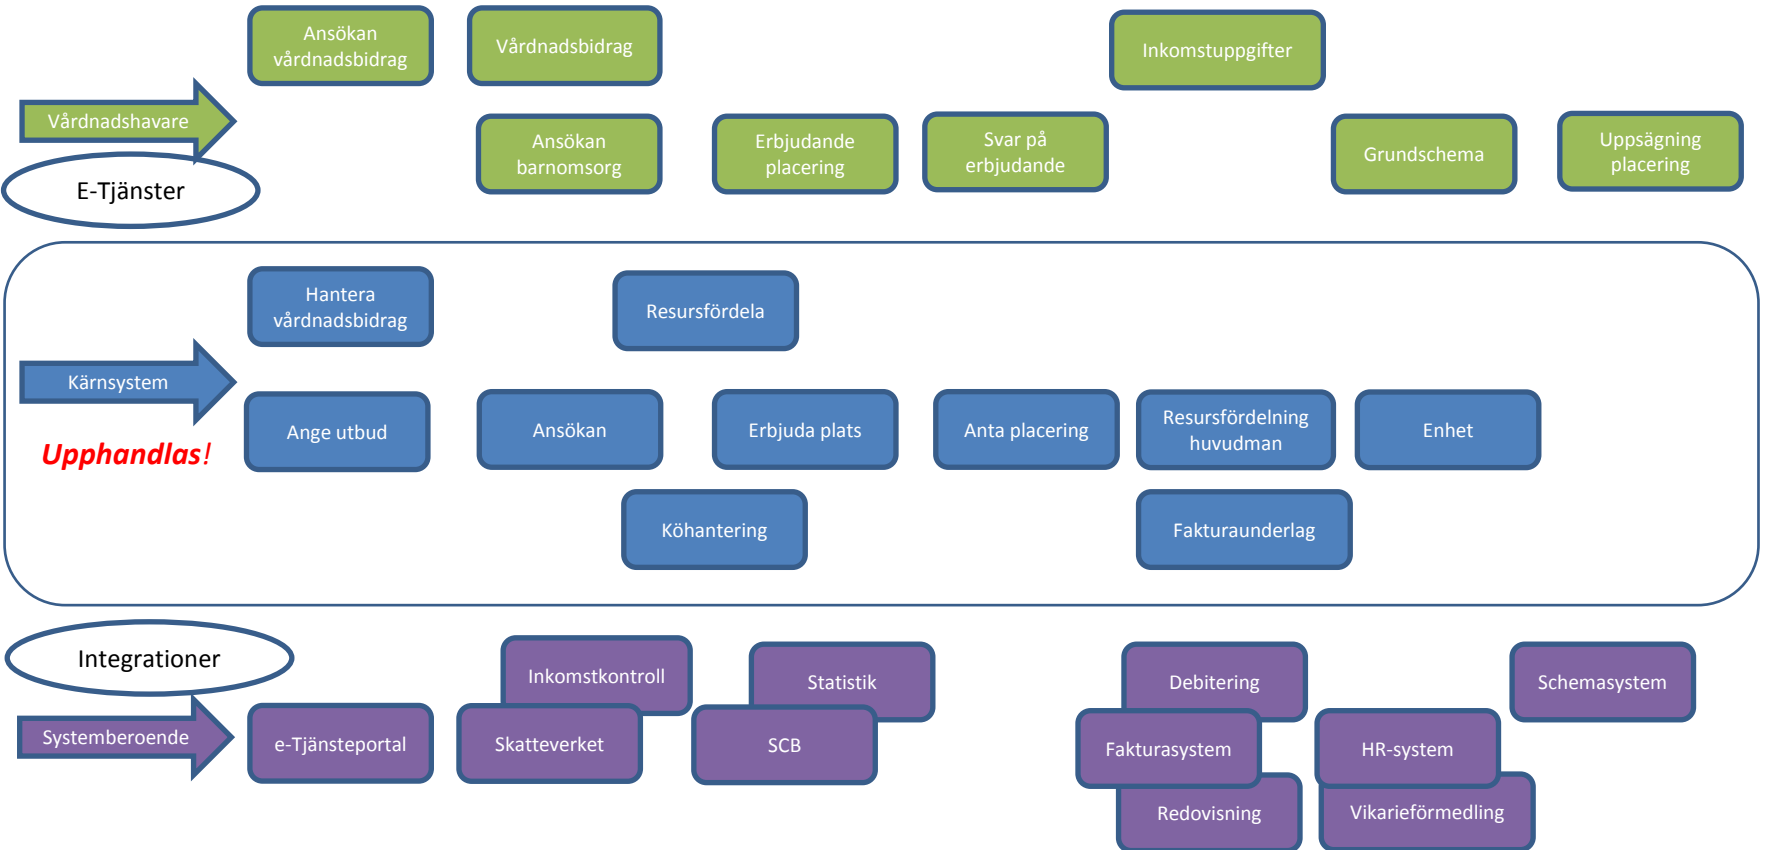 Ansökan
vårdnadsbidrag
Vårdnadsbidrag
Inkomstuppgifter
Vårdnadshavare
Ansökan
barnomsorg
Erbjudande
placering
Svar på
erbjudande
Grundschema
Uppsägning
placering
E-Tjänster
Hantera
vårdnadsbidrag
Resursfördela
Kärnsystem
Upphandlas!
Ange utbud
Ansökan
Erbjuda plats
Anta placering
Resursfördelning
huvudman
Enhet
Köhantering
Fakturaunderlag
Integrationer
Inkomstkontroll
Statistik
Debitering
Schemasystem
Systemberoende
e-Tjänsteportal
Skatteverket
SCB
Fakturasystem
HR-system
Redovisning
Vikarieförmedling